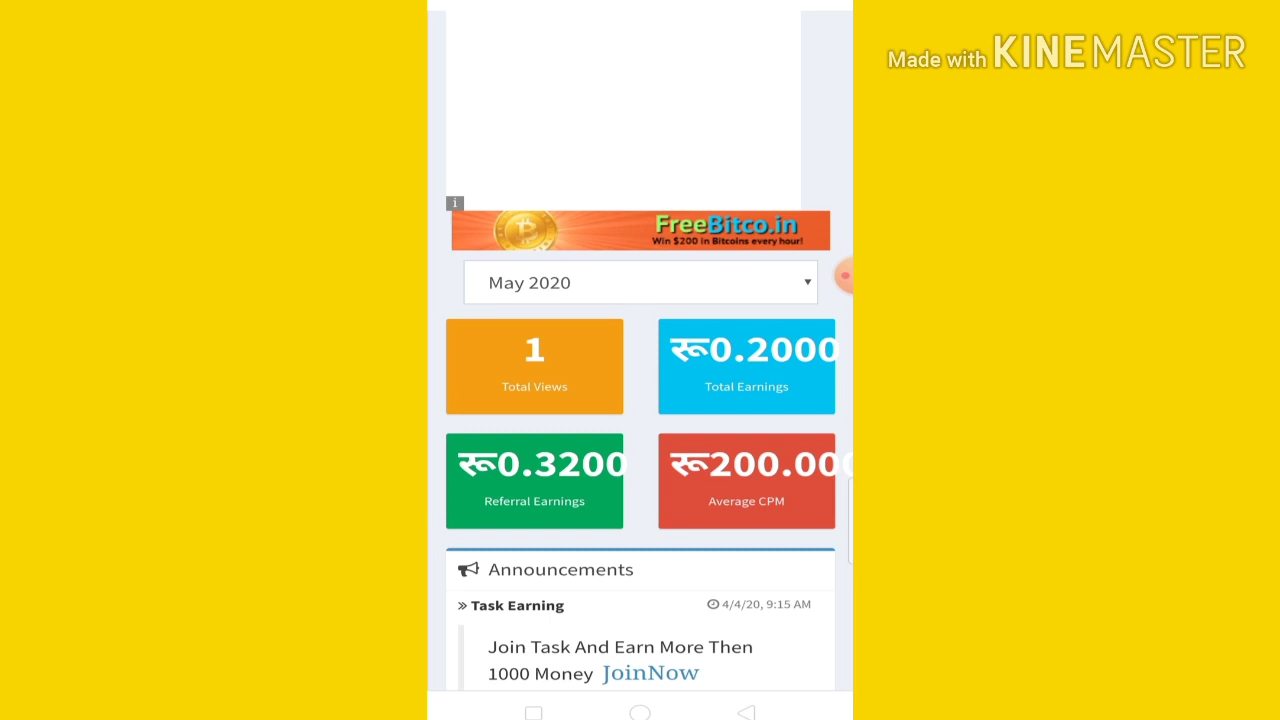 Made with KINEMASTER
i
FreeBitco.in
Win $200 in Bitcoins every hour!
May 2020
1
Total Views
रू0.2000
Total Earnings
रू0.3200
Referral Earnings
रू200.000
Average CPM
Announcements
» Task Earning 4/4/20, 9:15 AM
Join Task And Earn More Then
1000 Money JoinNow